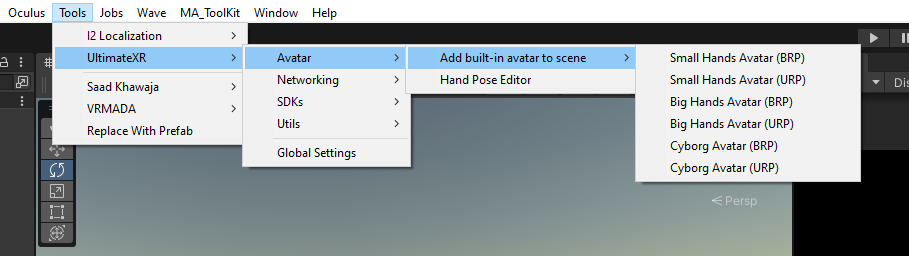 Oculus Tools Jobs Wave MA_ToolKit Window Help
I2 Localization
UltimateXR
Saad Khawaja
VRMADA
Replace With Prefab
Avatar
Networking
SDKs
Utils
Global Settings
Add built-in avatar to scene
Hand Pose Editor
Small Hands Avatar (BRP)
Small Hands Avatar (URP)
Big Hands Avatar (BRP)
Big Hands Avatar (URP)
Cyborg Avatar (BRP)
Cyborg Avatar (URP)
Dis
Persp